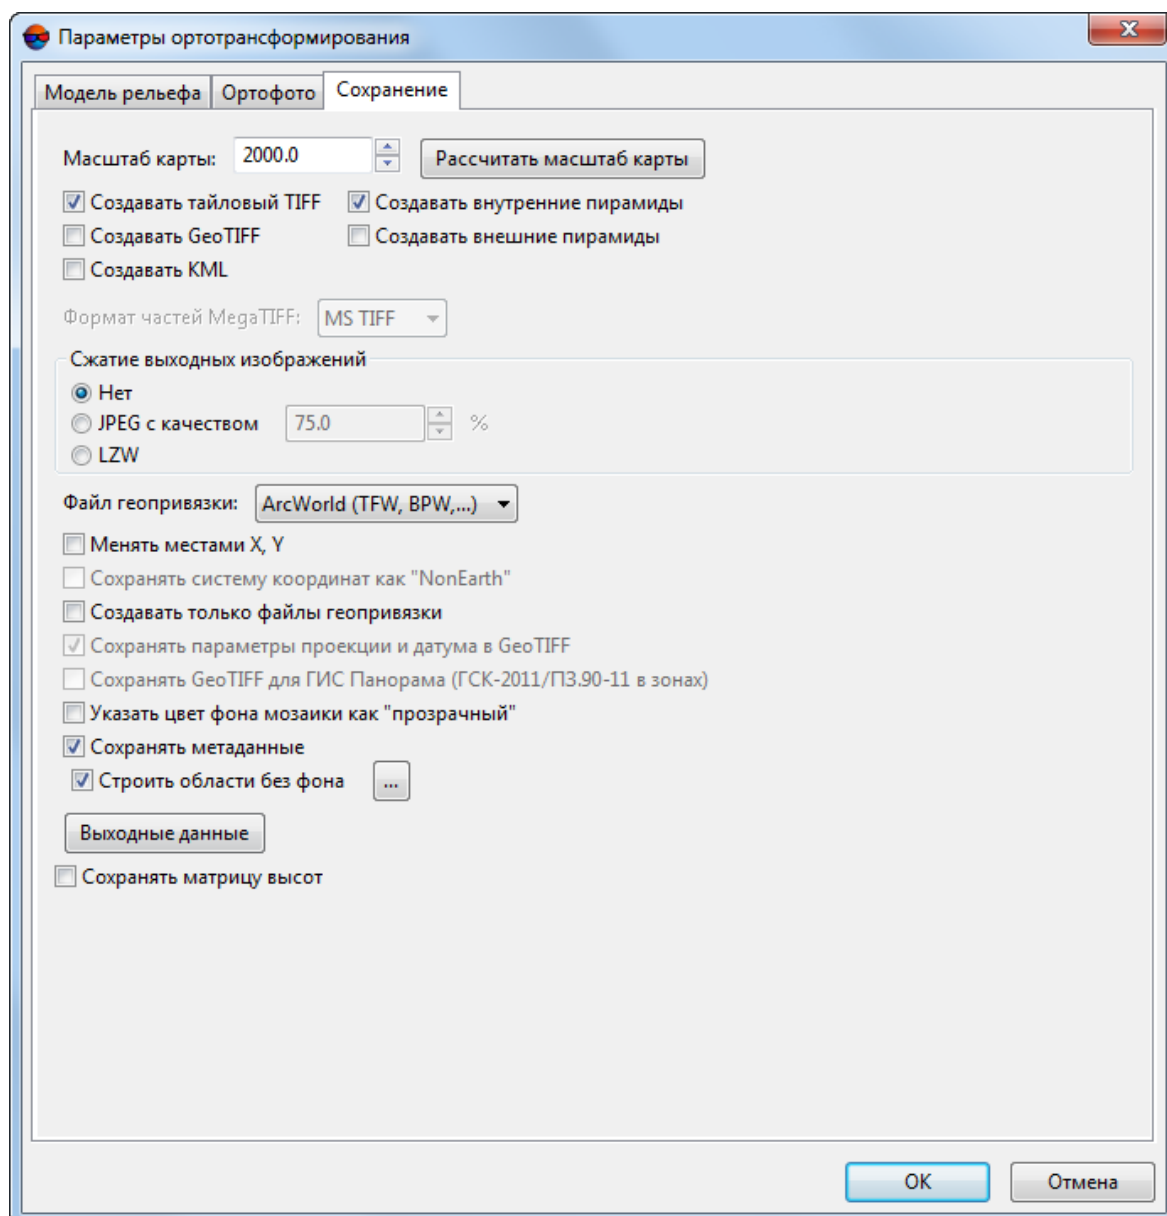 Параметры ортотрансформирования
Модель рельефа Ортофото Сохранение
Масштаб карты: 2000.0 Рассчитать масштаб карты
Создавать тайловый TIFF Создавать внутренние пирамиды
Создавать GeoTIFF Создавать внешние пирамиды
Создавать KML
Формат частей MegaTIFF: MS TIFF
Сжатие выходных изображений
Нет
JPEG с качеством 75.0 %
LZW
Файл геопривязки: ArcWorld (TFW, BPW,...)
Менять местами X, Y
Сохранять систему координат как "NonEarth"
Создавать только файлы геопривязки
Сохранять параметры проекции и датума в GeoTIFF
Сохранять GeoTIFF для ГИС Панорама (ГСК-2011/ПЗ.90-11 в зонах)
Указать цвет фона мозаики как "прозрачный"
Сохранять метаданные
Строить области без фона ...
Выходные данные
Сохранять матрицу высот
OK Отмена